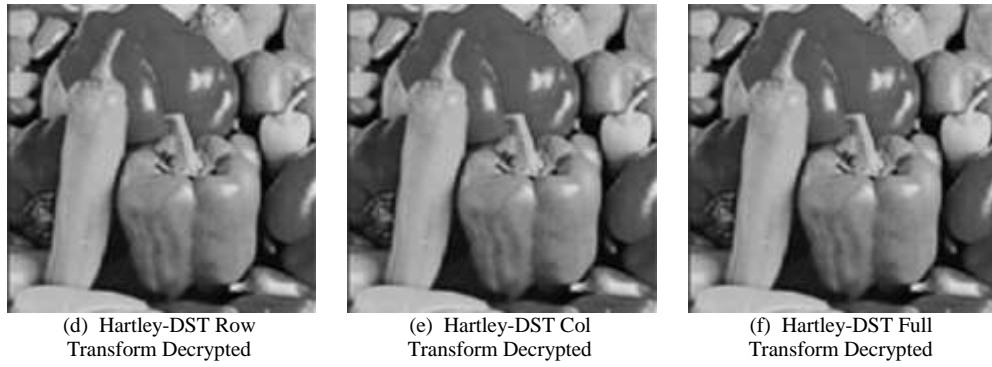 (d) Hartley-DST Row
Transform Decrypted
(e) Hartley-DST Col
Transform Decrypted
(f) Hartley-DST Full
Transform Decrypted